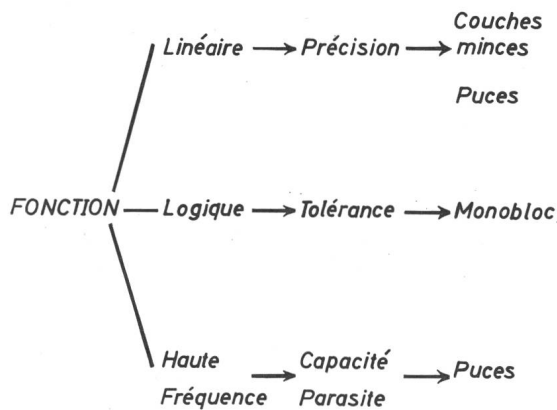 Couches
Linéaire Précision minces
Puces
FONCTION Logique Tolérance Monobloc
Haute Capacité Puces
Fréquence Parasite